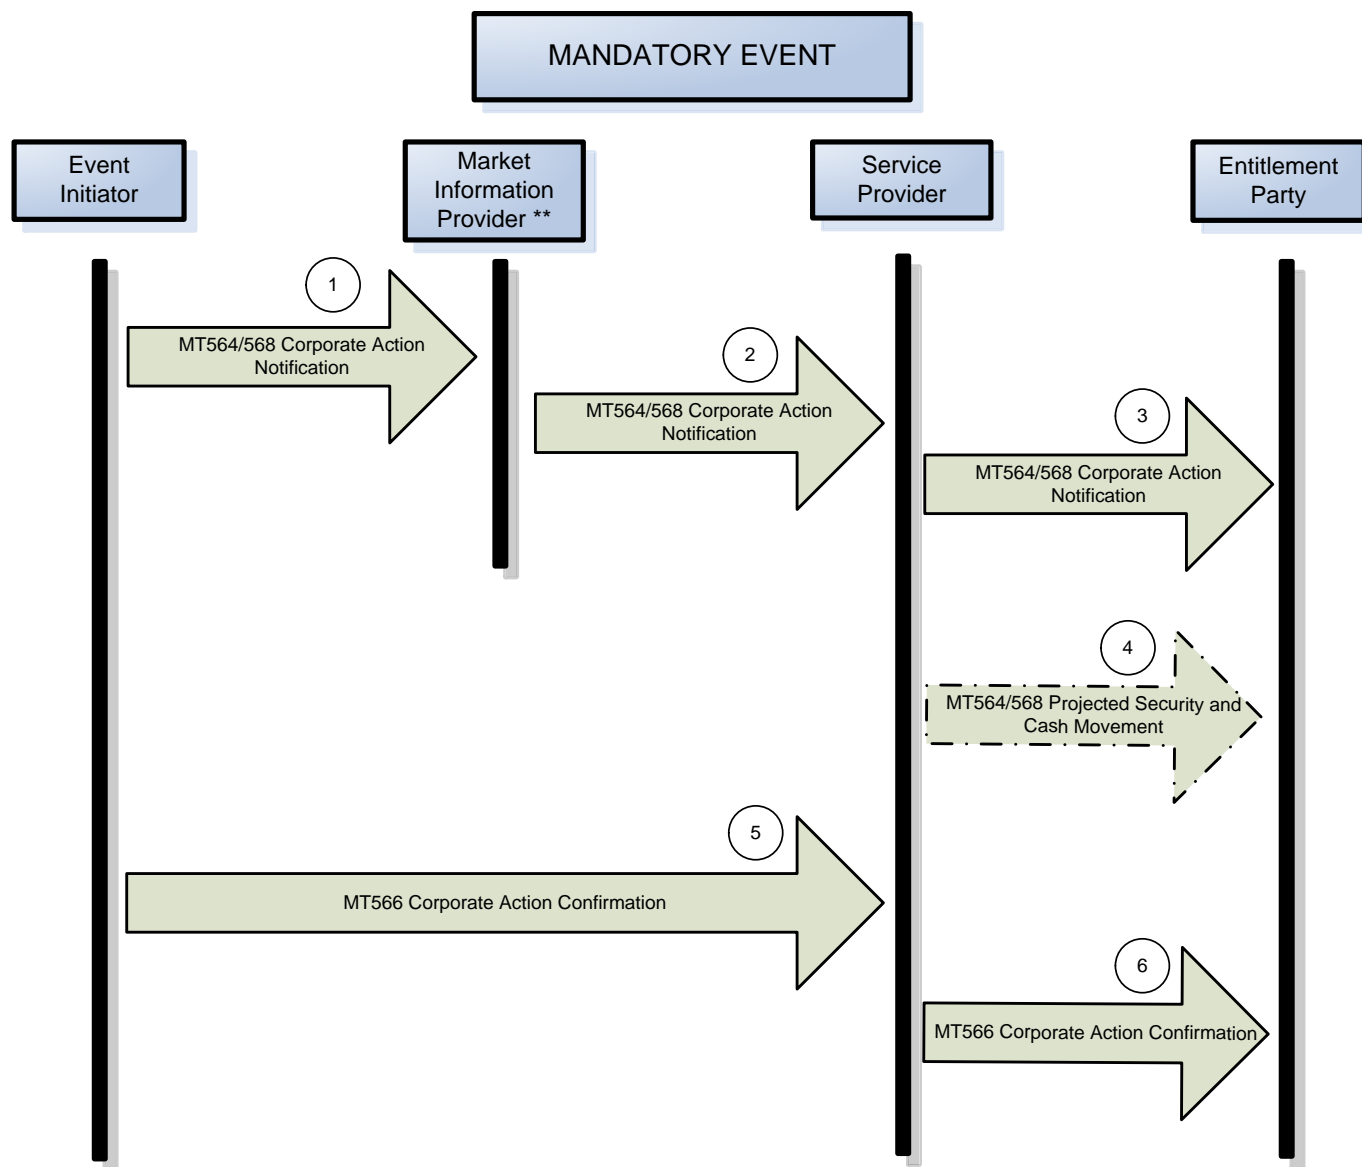 MANDATORY EVENT
Event
Initiator
Market
Information
Provider **
Service
Provider
Entitlement
Party
1
MT564/568 Corporate Action
Notification
2
MT564/568 Corporate Action
Notification
3
MT564/568 Corporate Action
Notification
4
MT564/568 Projected Security and
Cash Movement
5
MT566 Corporate Action Confirmation
6
MT566 Corporate Action Confirmation